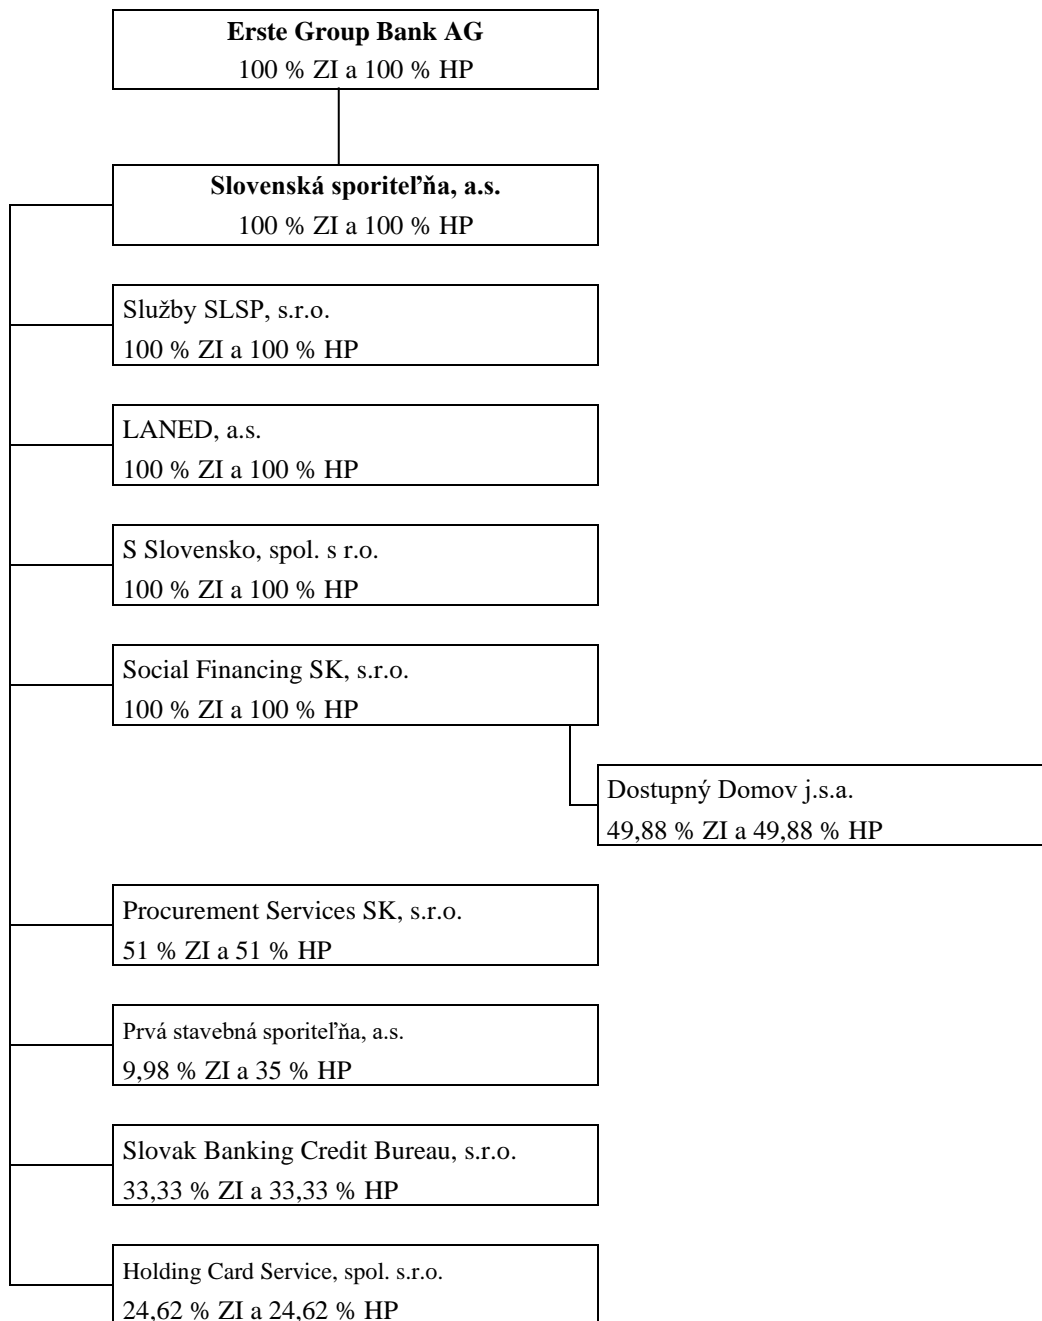 Erste Group Bank AG
100 % ZI a 100 % HP
Slovenská sporiteľňa, a.s.
100 % ZI a 100 % HP
Služby SLSP, s.r.o.
100 % ZI a 100 % HP
LANED, a.s.
100 % ZI a 100 % HP
S Slovensko, spol. s r.o.
100 % ZI a 100 % HP
Social Financing SK, s.r.o.
100 % ZI a 100 % HP
Dostupný Domov j.s.a.
49,88 % ZI a 49,88 % HP
Procurement Services SK, s.r.o.
51 % ZI a 51 % HP
Prvá stavebná sporiteľňa, a.s.
9,98 % ZI a 35 % HP
Slovak Banking Credit Bureau, s.r.o.
33,33 % ZI a 33,33 % HP
Holding Card Service, spol. s.r.o.
24,62 % ZI a 24,62 % HP